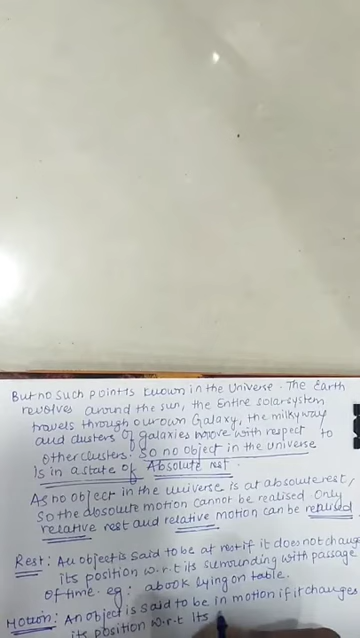 But no such point is known in the Universe. The Earth
revolves around the sun, the Entire solarsystem
travels through our own Galaxy, the milkyway
and clusters of galaxies move with respect to
other clusters. So no object in the universe
Is in a state of Absolute rest.
As no object in the universe is at absolute rest,
So the absolute motion cannot be realised only
relative rest and relative motion can be realised.
Rest: An object is said to be at rest if it does not change
its position w.r.t its surrounding with passage
of time. eg: a book lying on table.
Motion: An object is said to be in motion if it changes
its position w.r.t its